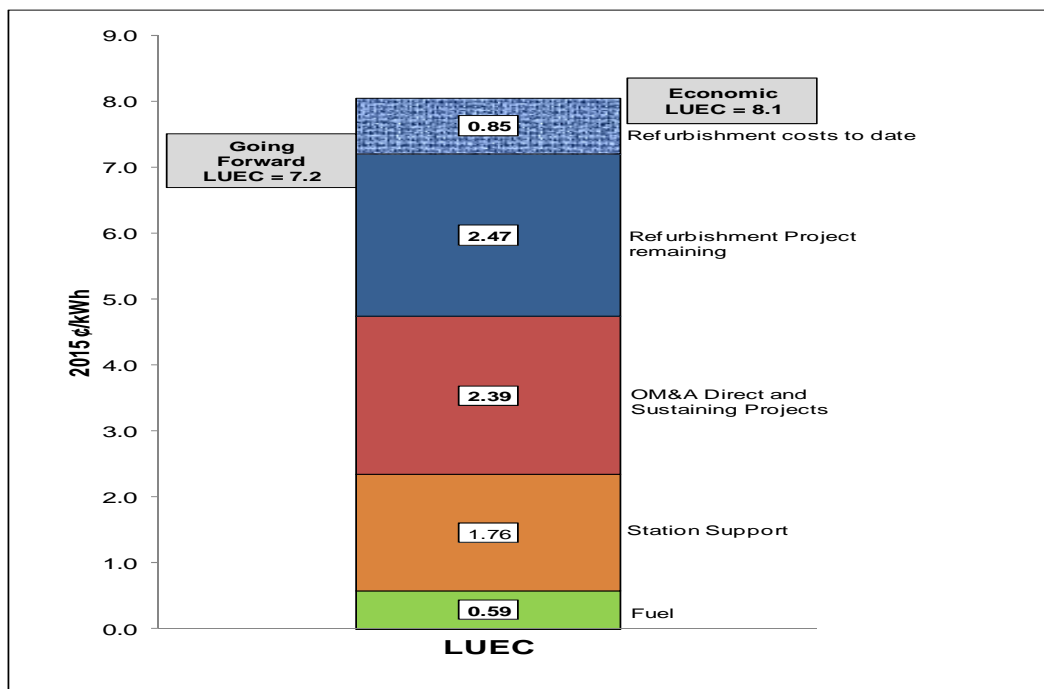 9.0
8.0
7.0
6.0
5.0
4.0
3.0
2.0
1.0
0.0
2015 ¢/kWh
Going
Forward
LUEC = 7.2
Economic
LUEC = 8.1
0.85
Refurbishment costs to date
2.47
Refurbishment Project
remaining
2.39
OM&A Direct and
Sustaining Projects
1.76
Station Support
0.59
Fuel
LUEC